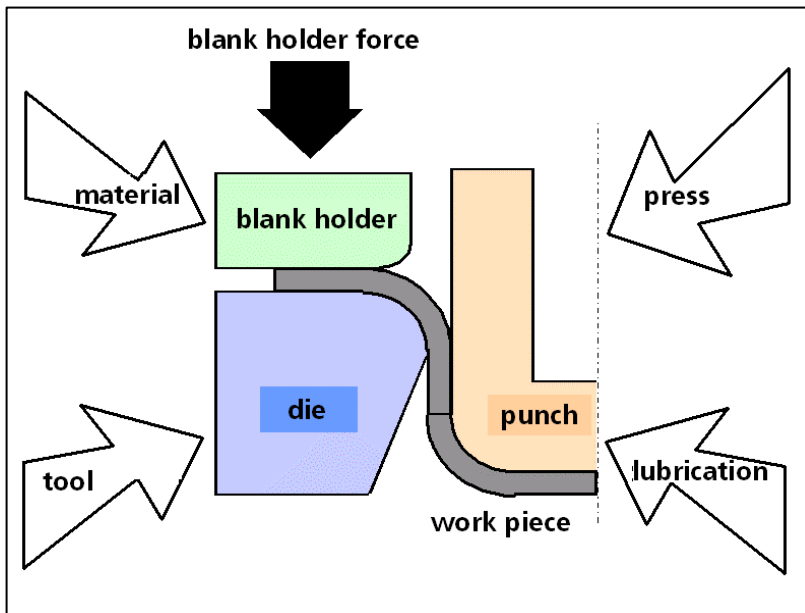 blank holder force
material
press
blank holder
die
punch
tool
lubrication
work piece